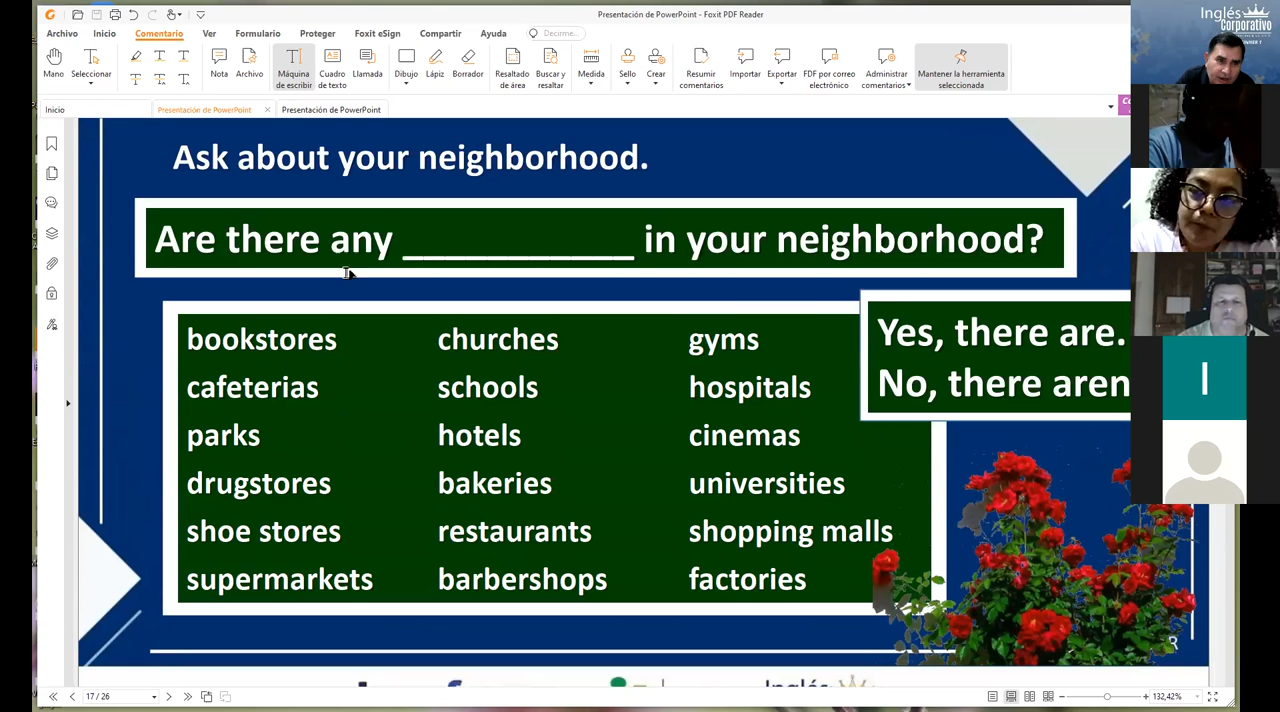 Presentación de PowerPoint - Foxit PDF Reader
Archivo Inicio Comentario Ver Formulario Proteger Foxit eSign Compartir Ayuda Decirme...
Mano Seleccionar Nota Archivo Máquina de escribir Cuadro de texto Llamada Dibujo Lápiz Borrador Resaltado de área Buscar y resaltar Medida Sello Crear Resumir comentarios Importar Exportar FDF por correo electrónico Administrar comentarios Mantener la herramienta seleccionada
Inicio Presentación de PowerPoint Presentación de PowerPoint
Inglés
Corporativo
Ask about your neighborhood.
Are there any _____________ in your neighborhood?
bookstores churches gyms
cafeterias schools hospitals
parks hotels cinemas
drugstores bakeries universities
shoe stores restaurants shopping malls
supermarkets barbershops factories
Yes, there are.
No, there aren
I
R
Inglés
17 / 26
132,42%